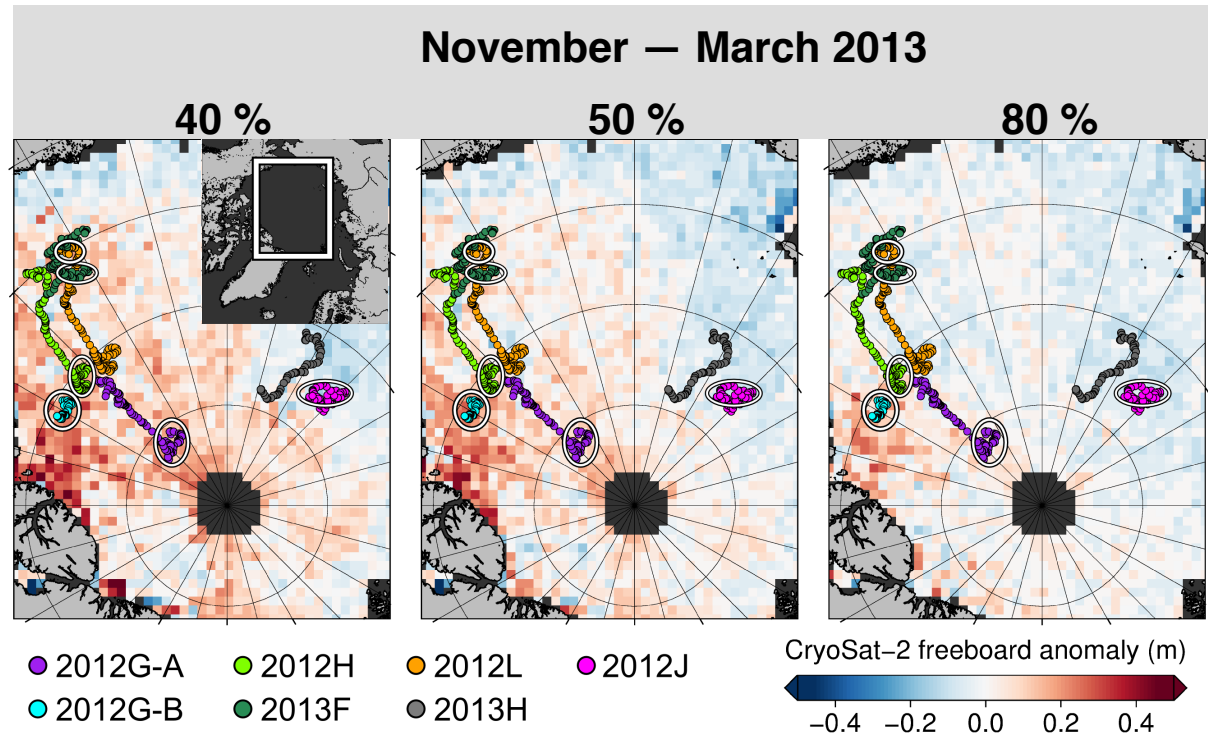 November — March 2013
40 % 50 % 80 %
2012G-A 2012H 2012L 2012J
2012G-B 2013F 2013H
CryoSat−2 freeboard anomaly (m)
−0.4 −0.2 0.0 0.2 0.4